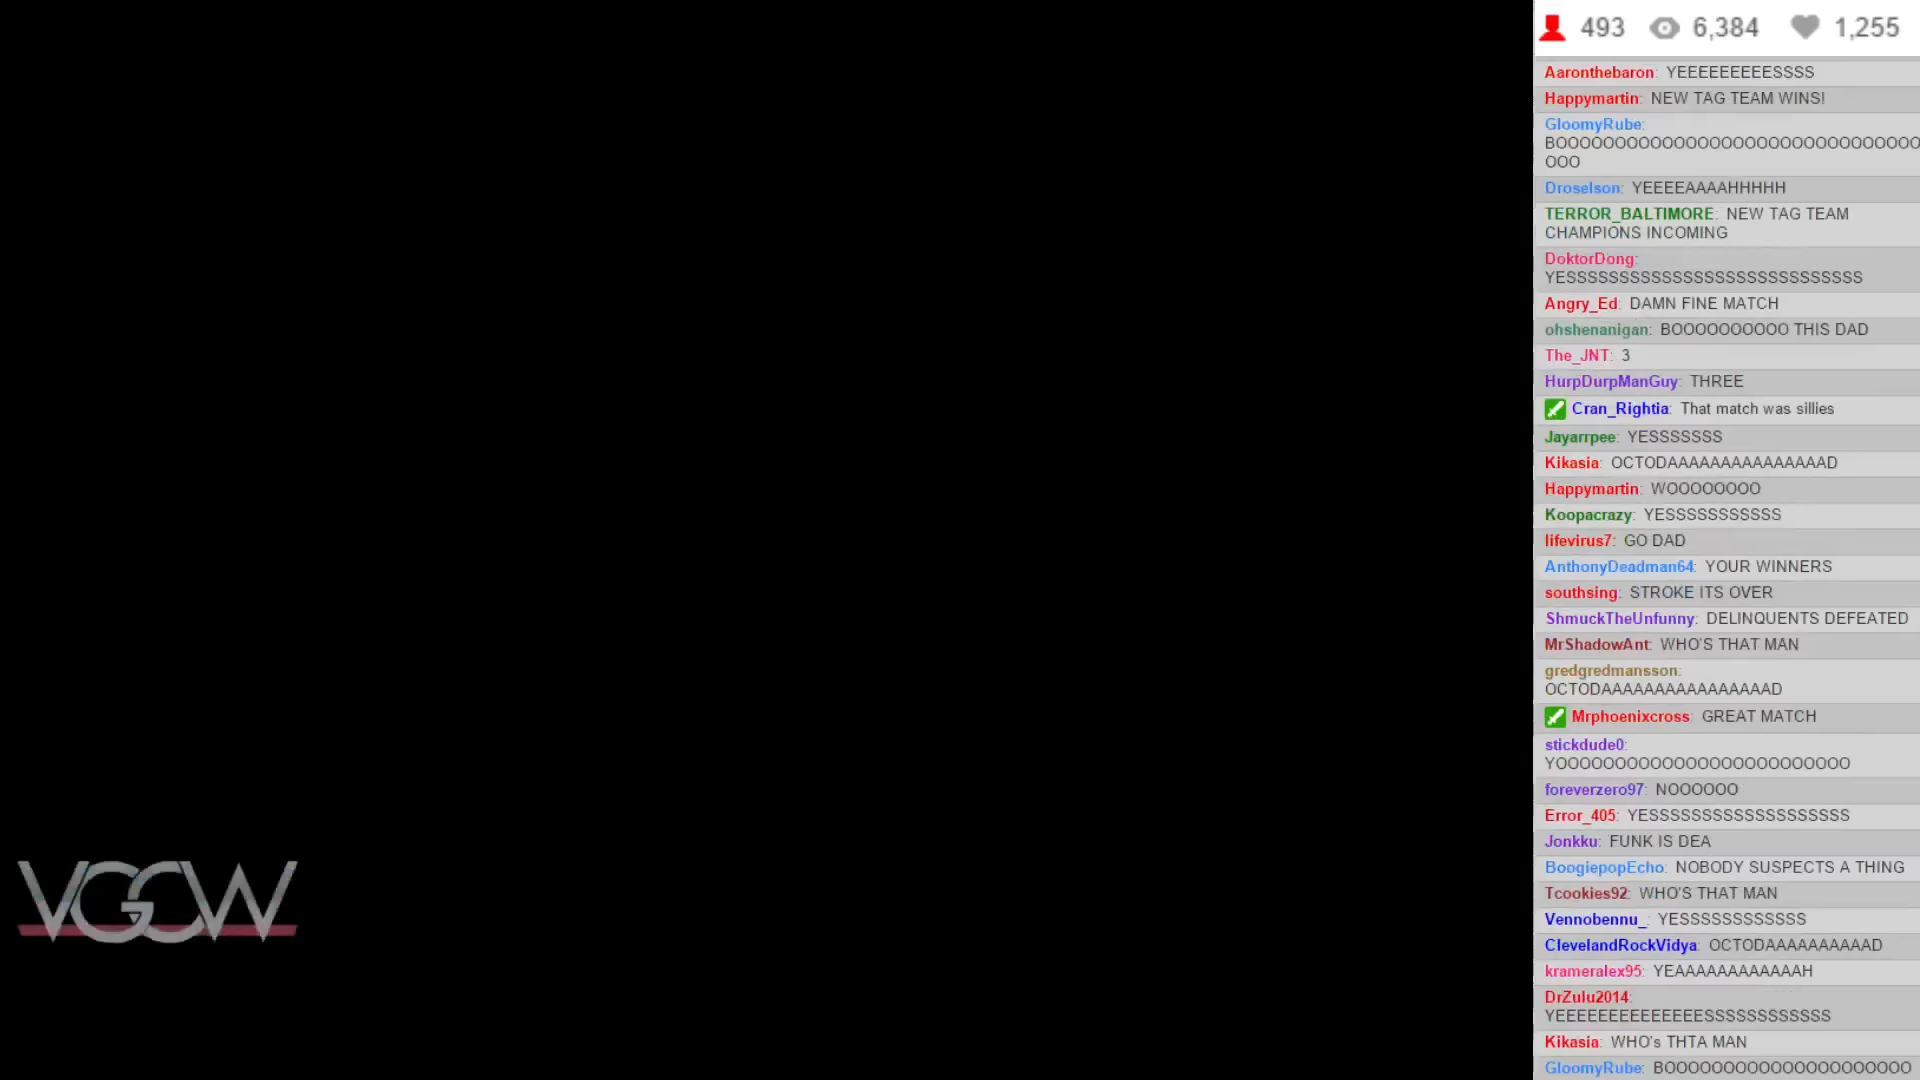 493 6,384 1,255
Aaronthebaron: YEEEEEEEEESSSS
Happymartin: NEW TAG TEAM WINS!
GloomyRube:
BOOOOOOOOOOOOOOOOOOOOOOOOOOOOOO
OOO
Droselson: YEEEEAAAAHHHHH
TERROR_BALTIMORE: NEW TAG TEAM
CHAMPIONS INCOMING
DoktorDong:
YESSSSSSSSSSSSSSSSSSSSSSSSSSSS
Angry_Ed: DAMN FINE MATCH
ohshenanigan: BOOOOOOOOOO THIS DAD
The_JNT: 3
HurpDurpManGuy: THREE
Cran_Rightia: That match was sillies
Jayarrpee: YESSSSSSS
Kikasia: OCTODAAAAAAAAAAAAAAAD
Happymartin: WOOOOOOOO
Koopacrazy: YESSSSSSSSSSS
lifevirus7: GO DAD
AnthonyDeadman64: YOUR WINNERS
southsing: STROKE ITS OVER
ShmuckTheUnfunny: DELINQUENTS DEFEATED
MrShadowAnt: WHO'S THAT MAN
gredgredmansson:
OCTODAAAAAAAAAAAAAAAAD
Mrphoenixcross: GREAT MATCH
stickdude0:
YOOOOOOOOOOOOOOOOOOOOOOOOO
foreverzero97: NOOOOOO
Error_405: YESSSSSSSSSSSSSSSSSSS
Jonkku: FUNK IS DEA
BoogiepopEcho: NOBODY SUSPECTS A THING
Tcookies92: WHO'S THAT MAN
Vennobennu_: YESSSSSSSSSSSS
ClevelandRockVidya: OCTODAAAAAAAAAAD
krameralex95: YEAAAAAAAAAAAAH
DrZulu2014:
YEEEEEEEEEEEEEESSSSSSSSSSSS
Kikasia: WHO's THTA MAN
GloomyRube: BOOOOOOOOOOOOOOOOOOOOO
VGCW